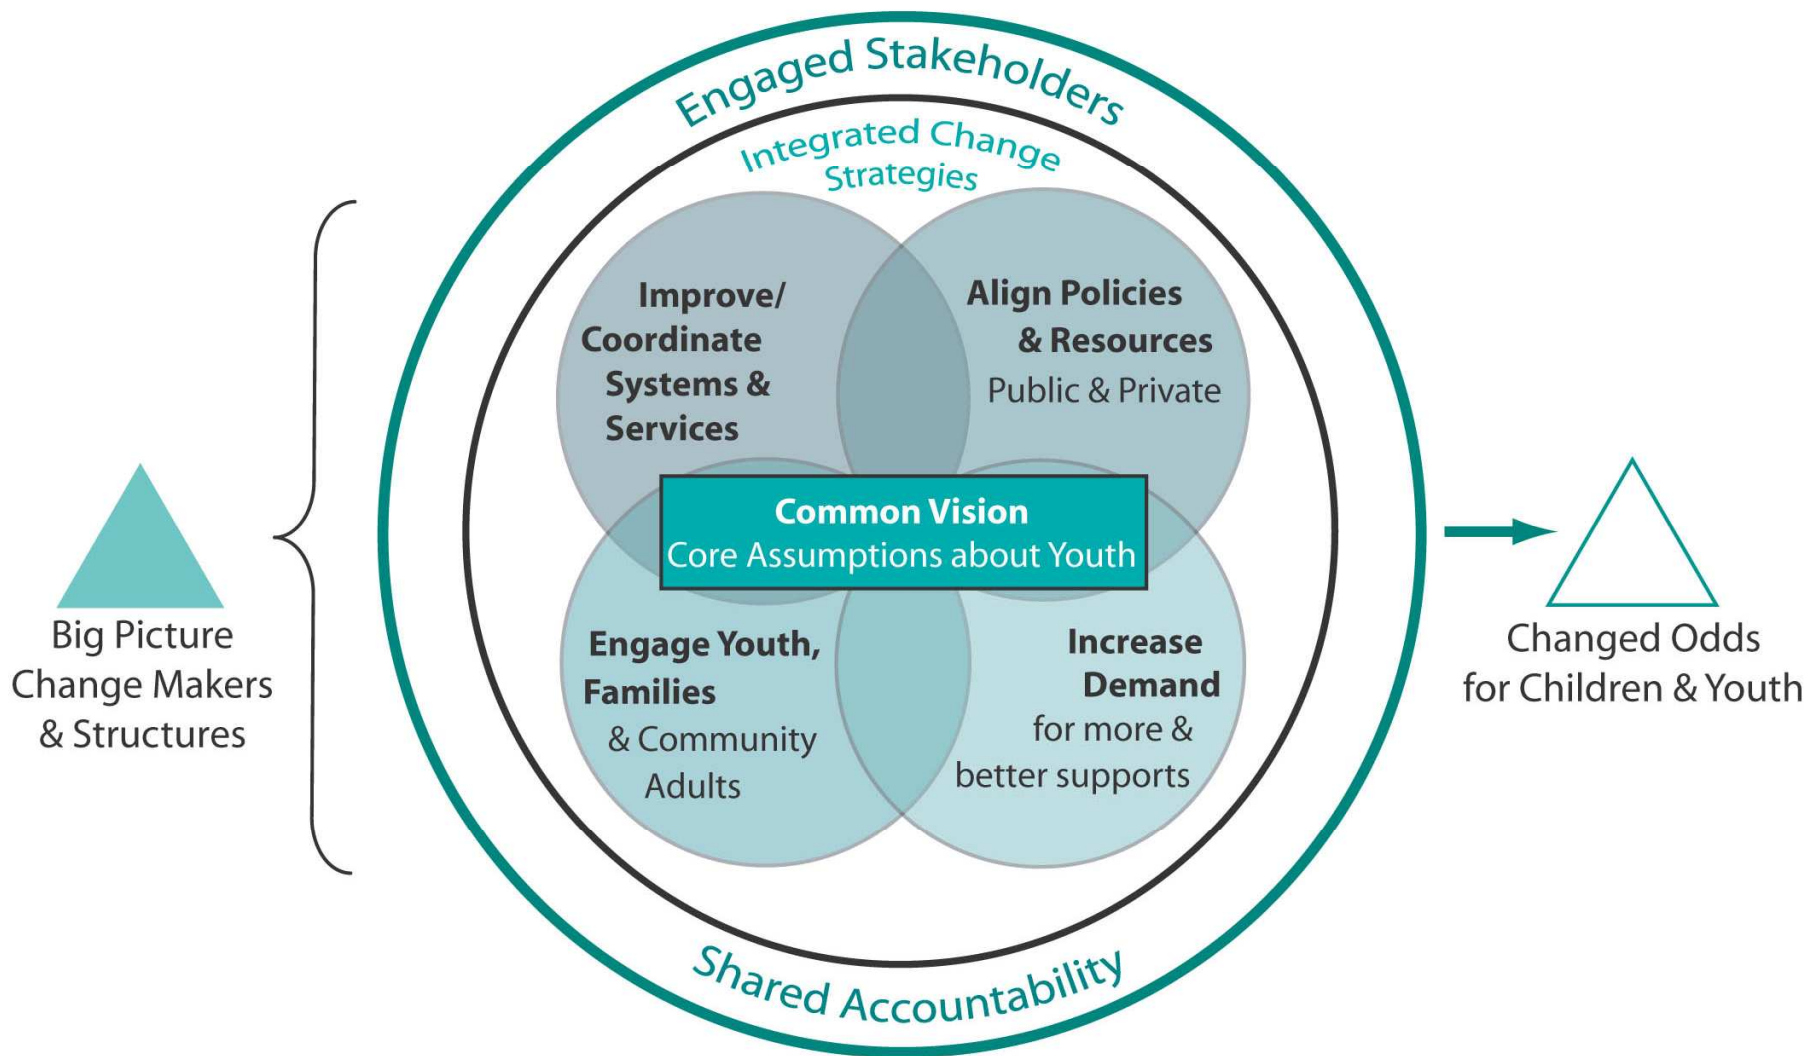 Engaged Stakeholders
Integrated Change
Strategies
Improve/
Coordinate
Systems &
Services
Align Policies
& Resources
Public & Private
Common Vision
Core Assumptions about Youth
Engage Youth,
Families
& Community
Adults
Increase
Demand
for more &
better supports
Shared Accountability
Big Picture
Change Makers
& Structures
Changed Odds
for Children & Youth